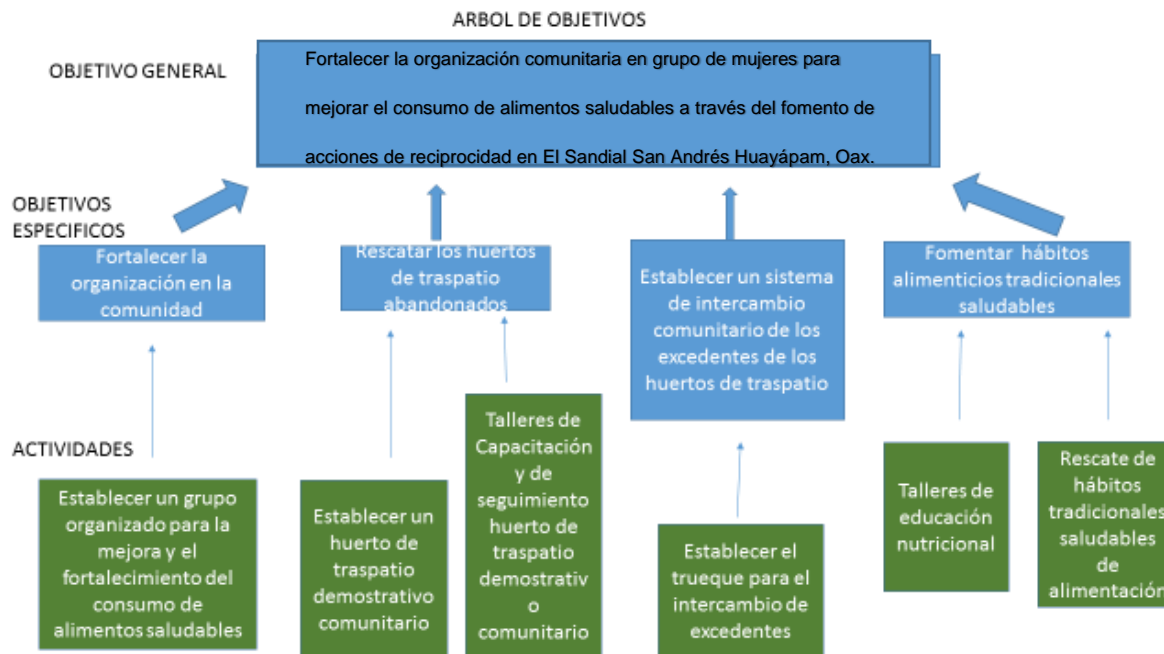 ARBOL DE OBJETIVOS
OBJETIVO GENERAL
Fortalecer la organización comunitaria en grupo de mujeres para
mejorar el consumo de alimentos saludables a través del fomento de
acciones de reciprocidad en El Sandial San Andrés Huayápam, Oax.
OBJETIVOS
ESPECIFICOS
Fortalecer la
organización en la
comunidad
Rescatar los huertos
de traspatio
abandonados
Establecer un sistema
de intercambio
comunitario de los
excedentes de los
huertos de traspatio
Fomentar hábitos
alimenticios tradicionales
saludables
ACTIVIDADES
Establecer un grupo
organizado para la
mejora y el
fortalecimiento del
consumo de
alimentos saludables
Establecer un
huerto de
traspatio
demostrativo
comunitario
Talleres de
Capacitación
y de
seguimiento
huerto de
traspatio
demostrativ
o
comunitario
Establecer el
trueque para el
intercambio de
excedentes
Talleres de
educación
nutricional
Rescate de
hábitos
tradicionales
saludables
de
alimentación